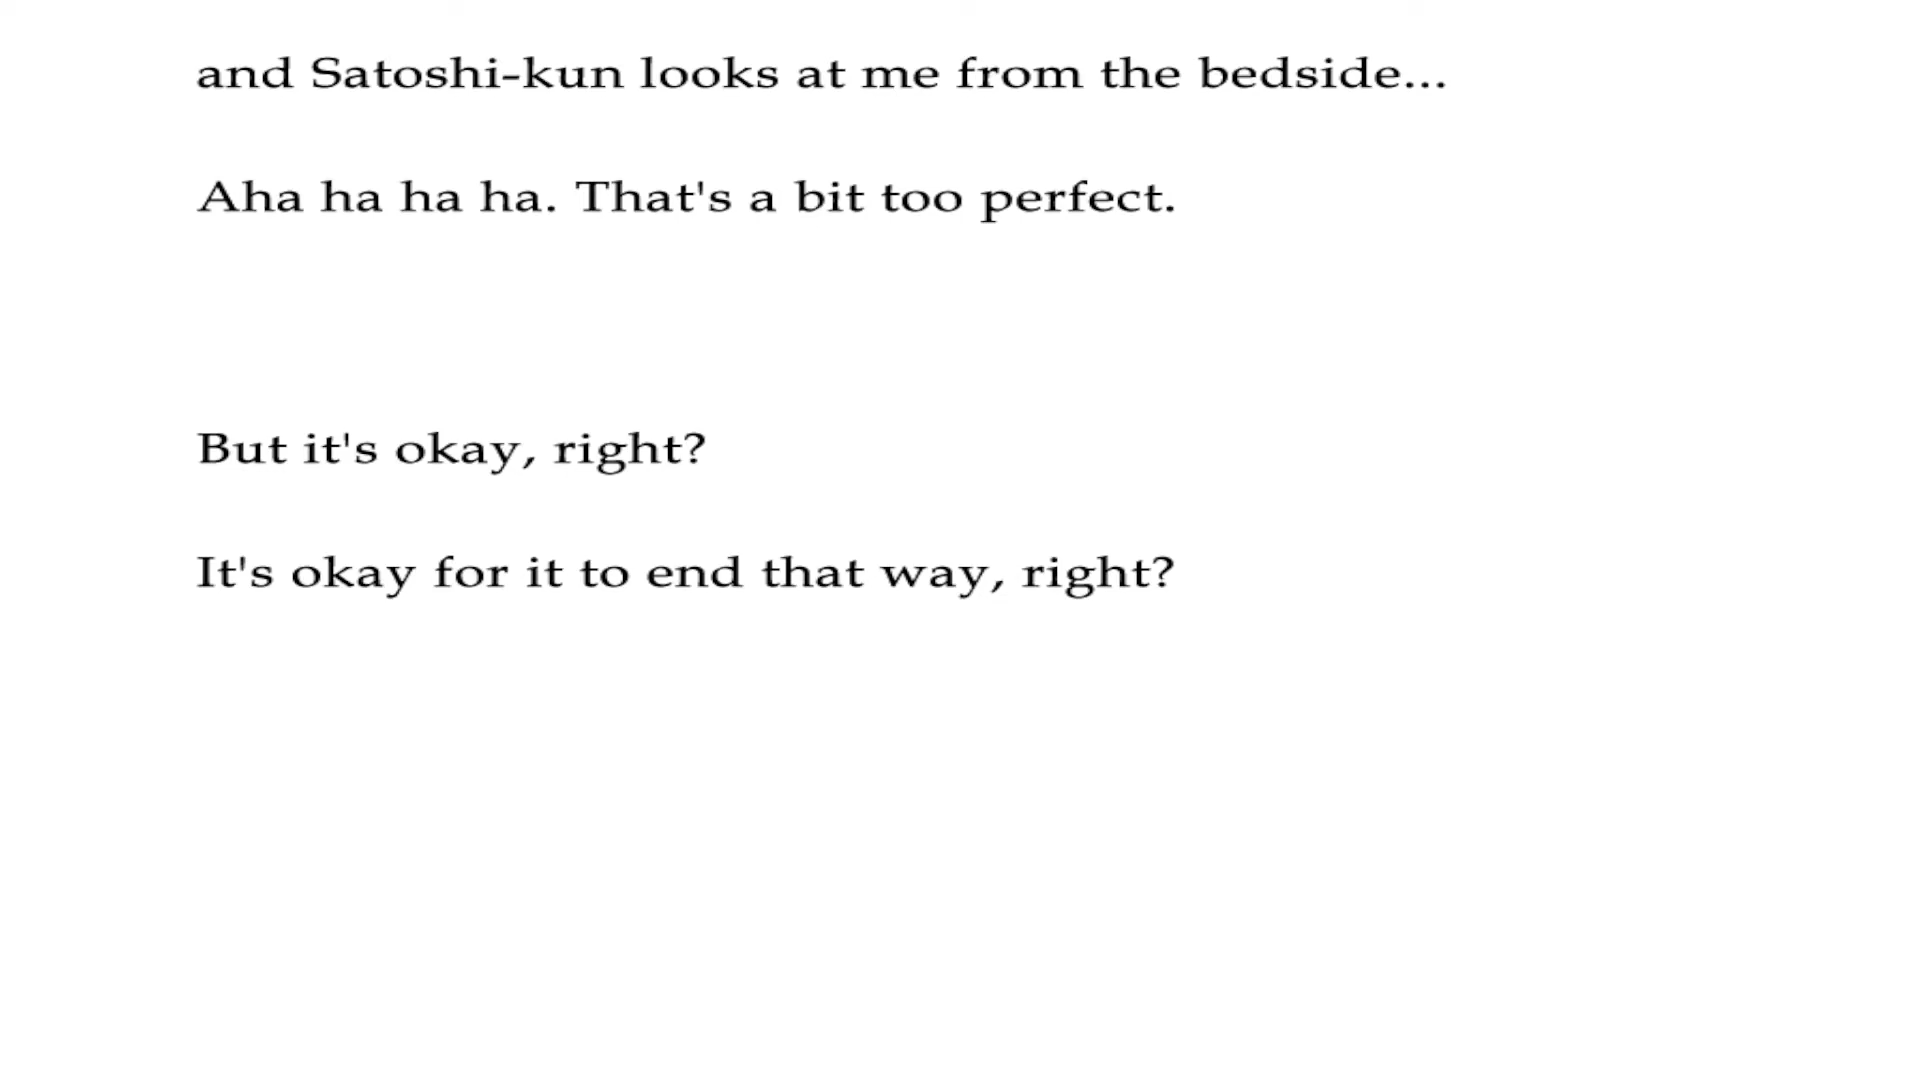 and Satoshi-kun looks at me from the bedside...
Aha ha ha ha. That's a bit too perfect.
But it's okay, right?
It's okay for it to end that way, right?